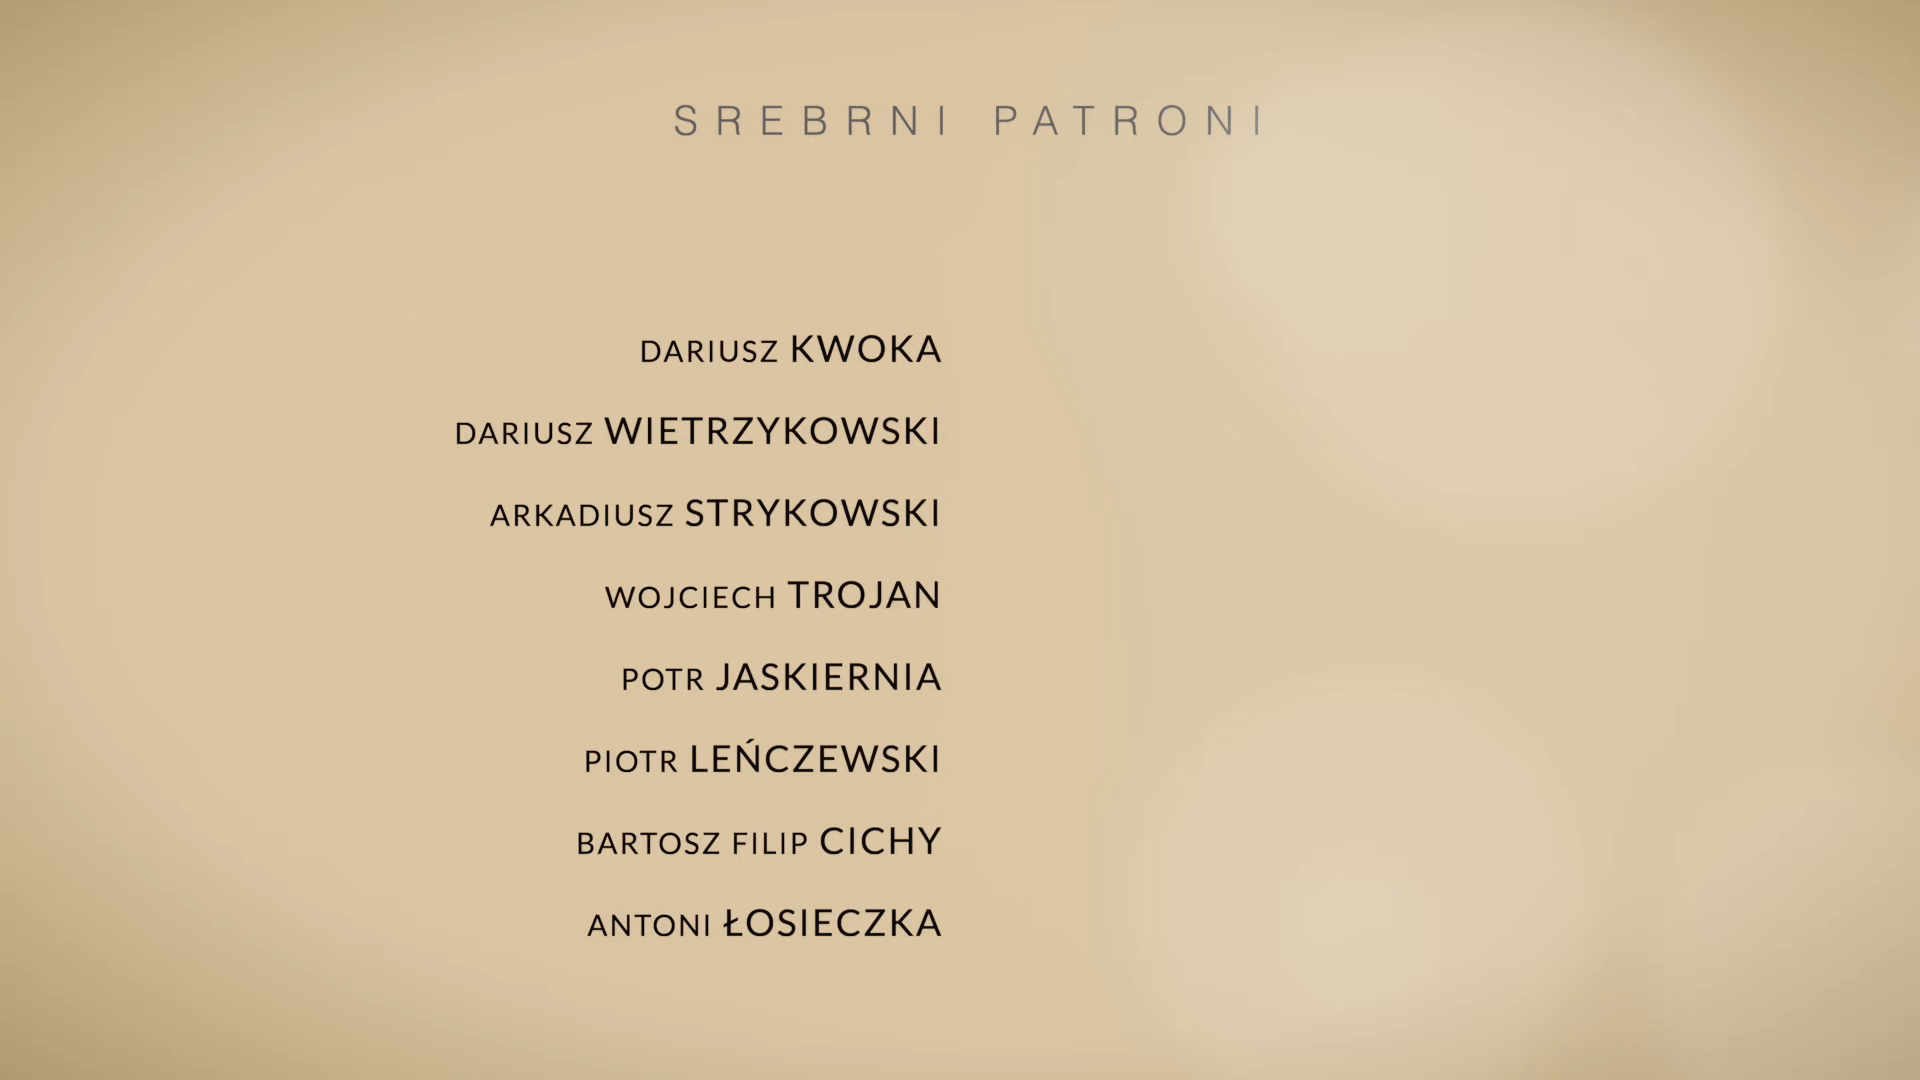 SREBRNI PATRONI
DARIUSZ KWOKA
DARIUSZ WIETRZYKOWSKI
ARKADIUSZ STRYKOWSKI
WOJCIECH TROJAN
POTR JASKIERNIA
PIOTR LEŃCZEWSKI
BARTOSZ FILIP CICHY
ANTONI ŁOSIECZKA